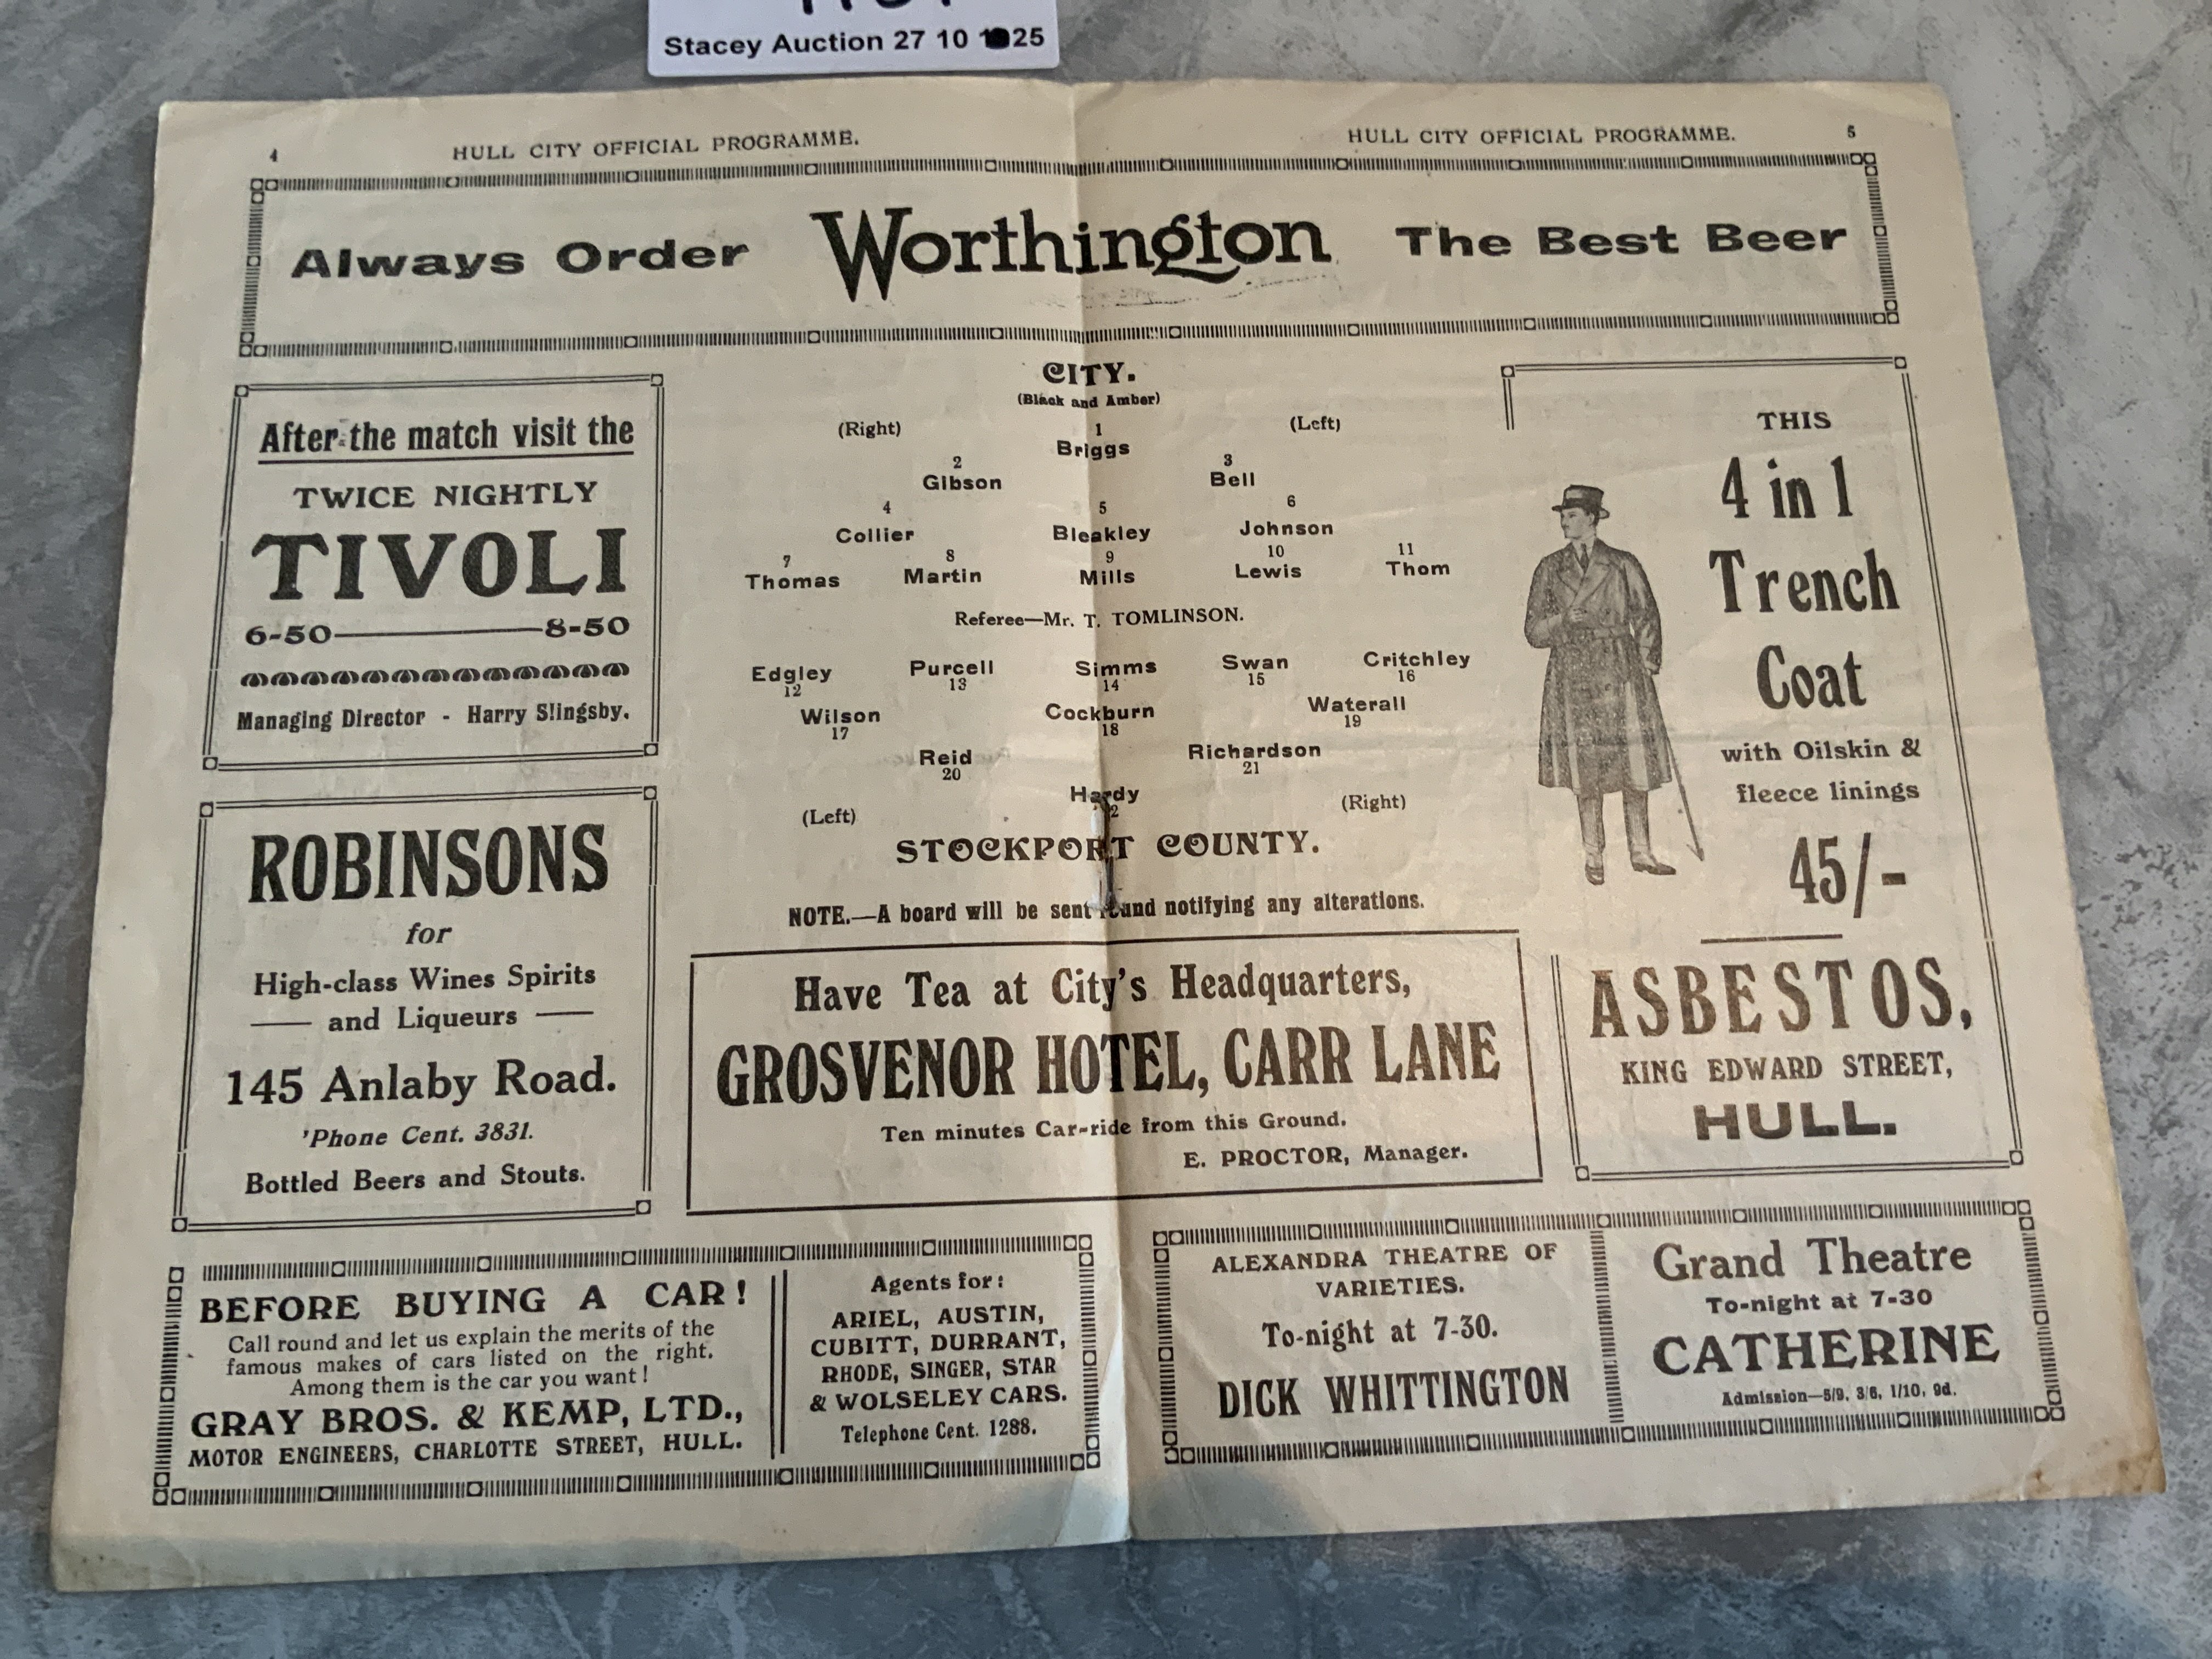 Stacey Auction 27 10 25
4
HULL CITY OFFICIAL PROGRAMME.
HULL CITY OFFICIAL PROGRAMME.
5
Always Order Worthington The Best Beer
After the match visit the
TWICE NIGHTLY
TIVOLI
6-50 8-50
Managing Director - Harry Slingsby.
ROBINSONS
for
High-class Wines Spirits
and Liqueurs
145 Anlaby Road.
'Phone Cent. 3831.
Bottled Beers and Stouts.
CITY.
(Black and Amber)
(Right) 1 (Left)
Briggs
2 3
Gibson Bell
4 5 6
Collier Bleakley Johnson
7 8 9 10 11
Thomas Martin Mills Lewis Thom
Referee—Mr. T. TOMLINSON.
Edgley Purcell Simms Swan Critchley
12 13 14 15 16
Wilson Cockburn Waterall
17 18 19
Reid Richardson
20 21
Hardy
(Left) (Right)
STOCKPORT COUNTY.
NOTE.—A board will be sent round notifying any alterations.
Have Tea at City's Headquarters,
GROSVENOR HOTEL, CARR LANE
Ten minutes Car-ride from this Ground.
E. PROCTOR, Manager.
THIS
4 in 1
Trench
Coat
with Oilskin &
fleece linings
45/-
ASBESTOS,
KING EDWARD STREET,
HULL.
BEFORE BUYING A CAR!
Call round and let us explain the merits of the
famous makes of cars listed on the right.
Among them is the car you want!
GRAY BROS. & KEMP, LTD.,
MOTOR ENGINEERS, CHARLOTTE STREET, HULL.
Agents for:
ARIEL, AUSTIN,
CUBITT, DURRANT,
RHODE, SINGER, STAR
& WOLSELEY CARS.
Telephone Cent. 1288.
ALEXANDRA THEATRE OF
VARIETIES.
To-night at 7-30.
DICK WHITTINGTON
Grand Theatre
To-night at 7-30
CATHERINE
Admission—5/9, 3/6, 1/10, 9d.